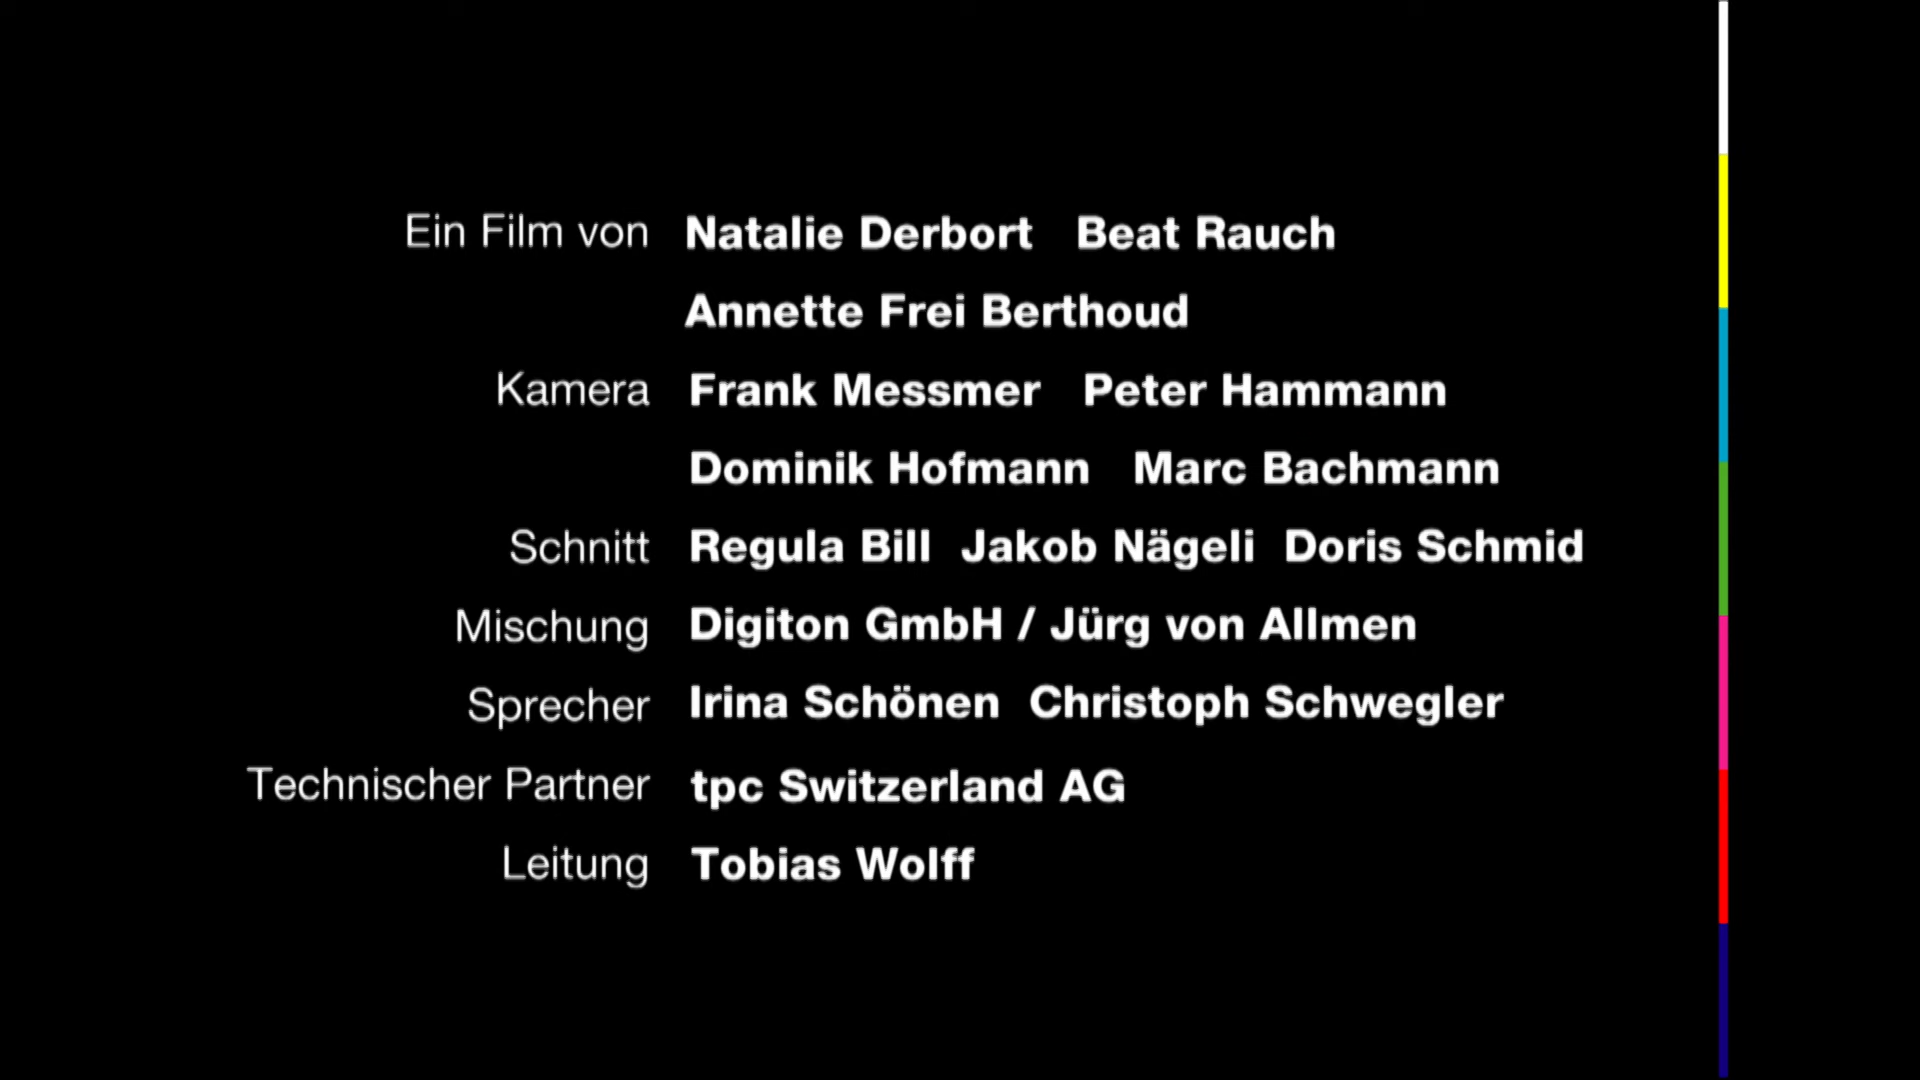 Ein Film von Natalie Derbort Beat Rauch
Annette Frei Berthoud
Kamera Frank Messmer Peter Hammann
Dominik Hofmann Marc Bachmann
Schnitt Regula Bill Jakob Nägeli Doris Schmid
Mischung Digiton GmbH / Jürg von Allmen
Sprecher Irina Schönen Christoph Schwegler
Technischer Partner tpc Switzerland AG
Leitung Tobias Wolff